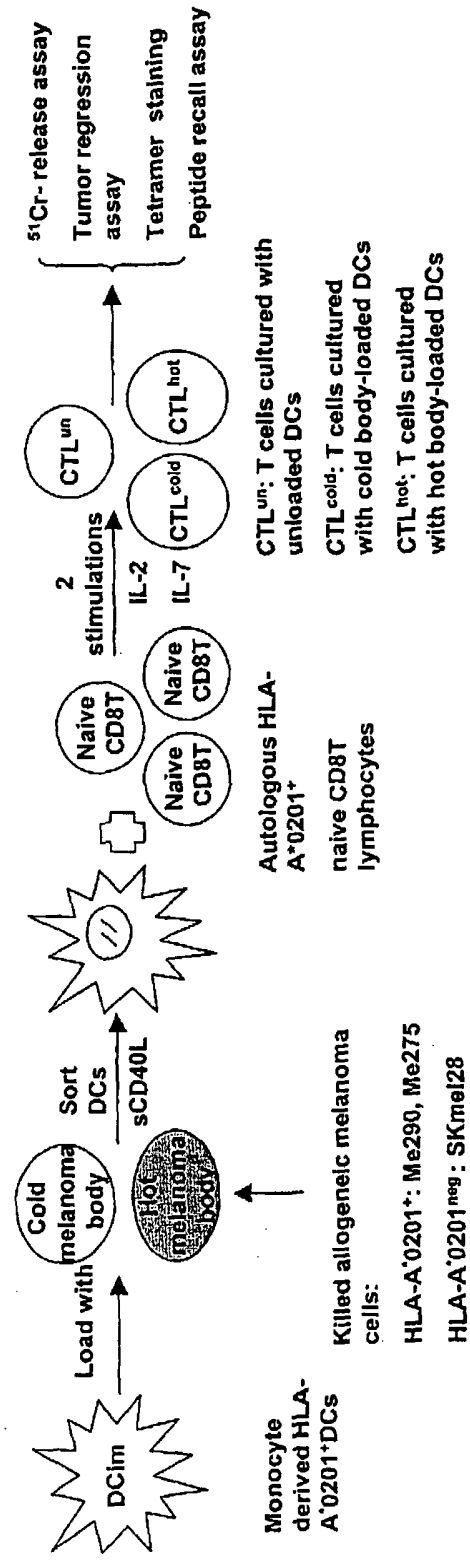 DCim
Monocyte
derived HLA-
A*0201⁺DCs
Load with
Cold
melanoma
body
Hot
melanoma
body
Killed allogeneic melanoma
cells:
HLA-A*0201⁺: Me290, Me275
HLA-A*0201ⁿᵉᵍ: SKmel28
Sort
DCs
sCD40L
Naive
CD8T
Naive
CD8T
Naive
CD8T
Autologous HLA-
A*0201⁺
naive CD8T
lymphocytes
2
stimulations
IL-2
IL-7
CTLᵘⁿ
CTLᶜᵒˡᵈ
CTLʰᵒᵗ
CTLᵘⁿ: T cells cultured with
unloaded DCs
CTLᶜᵒˡᵈ: T cells cultured
with cold body-loaded DCs
CTLʰᵒᵗ: T cells cultured
with hot body-loaded DCs
⁵¹Cr- release assay
Tumor regression
assay
Tetramer staining
Peptide recall assay